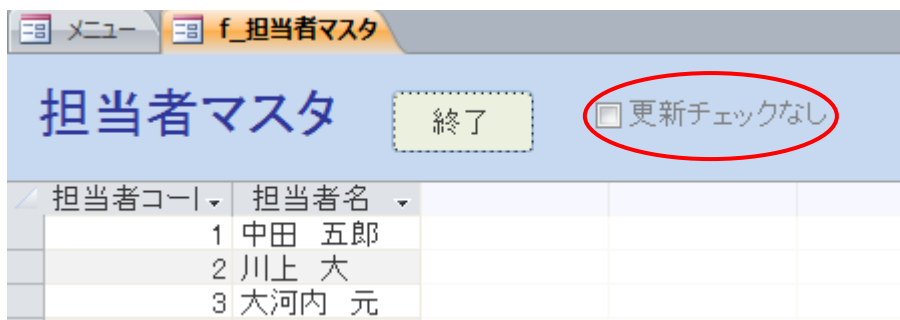 メニュー f_担当者マスタ
担当者マスタ 終了 更新チェックなし
担当者コー 担当者名
1 中田 五郎
2 川上 大
3 大河内 元